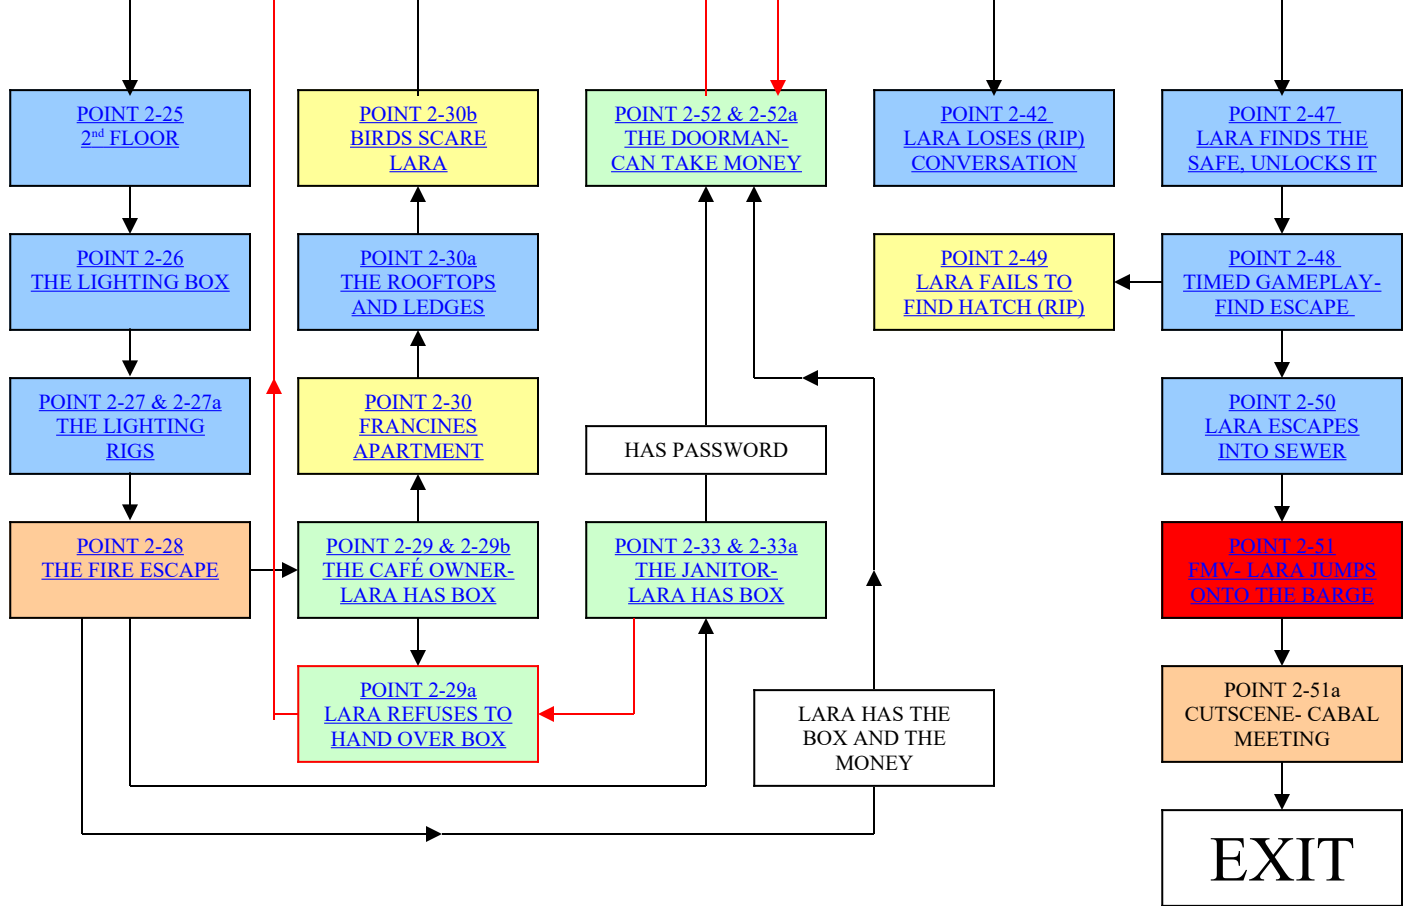 POINT 2-25
2nd FLOOR
POINT 2-30b
BIRDS SCARE
LARA
POINT 2-52 & 2-52a
THE DOORMAN-
CAN TAKE MONEY
POINT 2-42
LARA LOSES (RIP)
CONVERSATION
POINT 2-47
LARA FINDS THE
SAFE, UNLOCKS IT
POINT 2-26
THE LIGHTING BOX
POINT 2-30a
THE ROOFTOPS
AND LEDGES
POINT 2-49
LARA FAILS TO
FIND HATCH (RIP)
POINT 2-48
TIMED GAMEPLAY-
FIND ESCAPE
POINT 2-27 & 2-27a
THE LIGHTING
RIGS
POINT 2-30
FRANCINES
APARTMENT
HAS PASSWORD
POINT 2-50
LARA ESCAPES
INTO SEWER
POINT 2-28
THE FIRE ESCAPE
POINT 2-29 & 2-29b
THE CAFÉ OWNER-
LARA HAS BOX
POINT 2-33 & 2-33a
THE JANITOR-
LARA HAS BOX
POINT 2-51
FMV- LARA JUMPS
ONTO THE BARGE
POINT 2-29a
LARA REFUSES TO
HAND OVER BOX
LARA HAS THE
BOX AND THE
MONEY
POINT 2-51a
CUTSCENE- CABAL
MEETING
EXIT